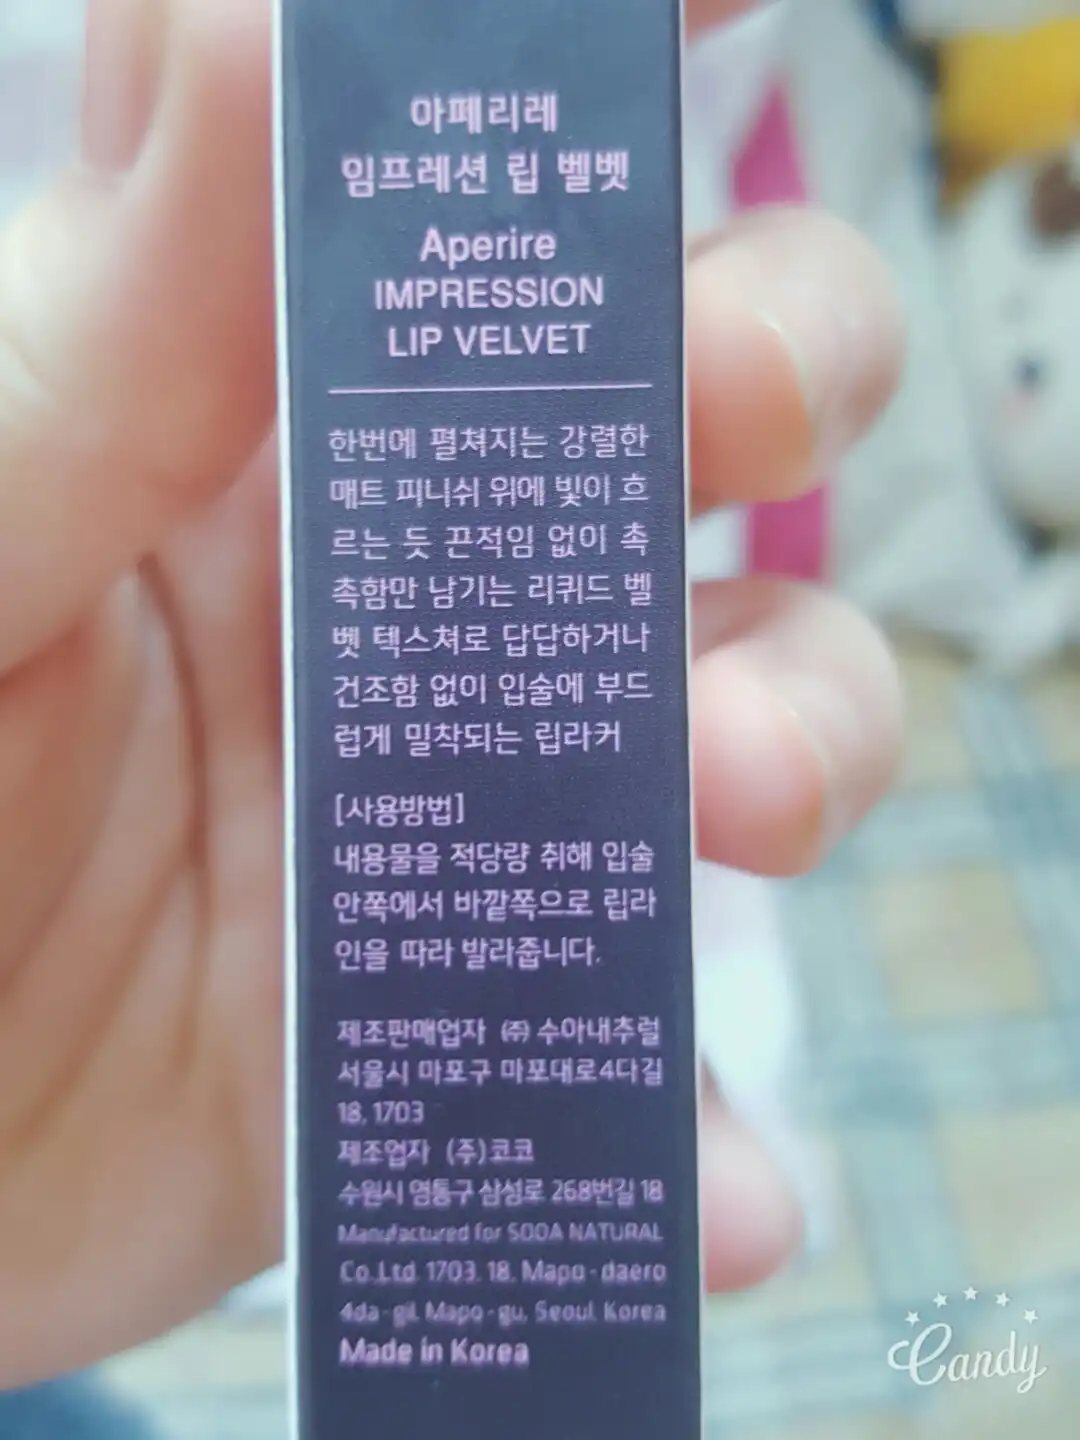 아페리레
임프레션 립 벨벳
Aperire
IMPRESSION
LIP VELVET
한번에 펼쳐지는 강렬한
매트 피니쉬 위에 빛이 흐
르는 듯 끈적임 없이 촉
촉함만 남기는 리퀴드 벨
벳 텍스쳐로 답답하거나
건조함 없이 입술에 부드
럽게 밀착되는 립라커
[사용방법]
내용물을 적당량 취해 입술
안쪽에서 바깥쪽으로 립라
인을 따라 발라줍니다.
제조판매업자 ㈜ 수아내추럴
서울시 마포구 마포대로4다길
18, 1703
제조업자 (주)코코
수원시 영통구 삼성로 268번길 18
Manufactured for SOOA NATURAL
Co.,Ltd. 1703, 18, Mapo-daero
4da-gil, Mapo-gu, Seoul, Korea
Made in Korea
Candy